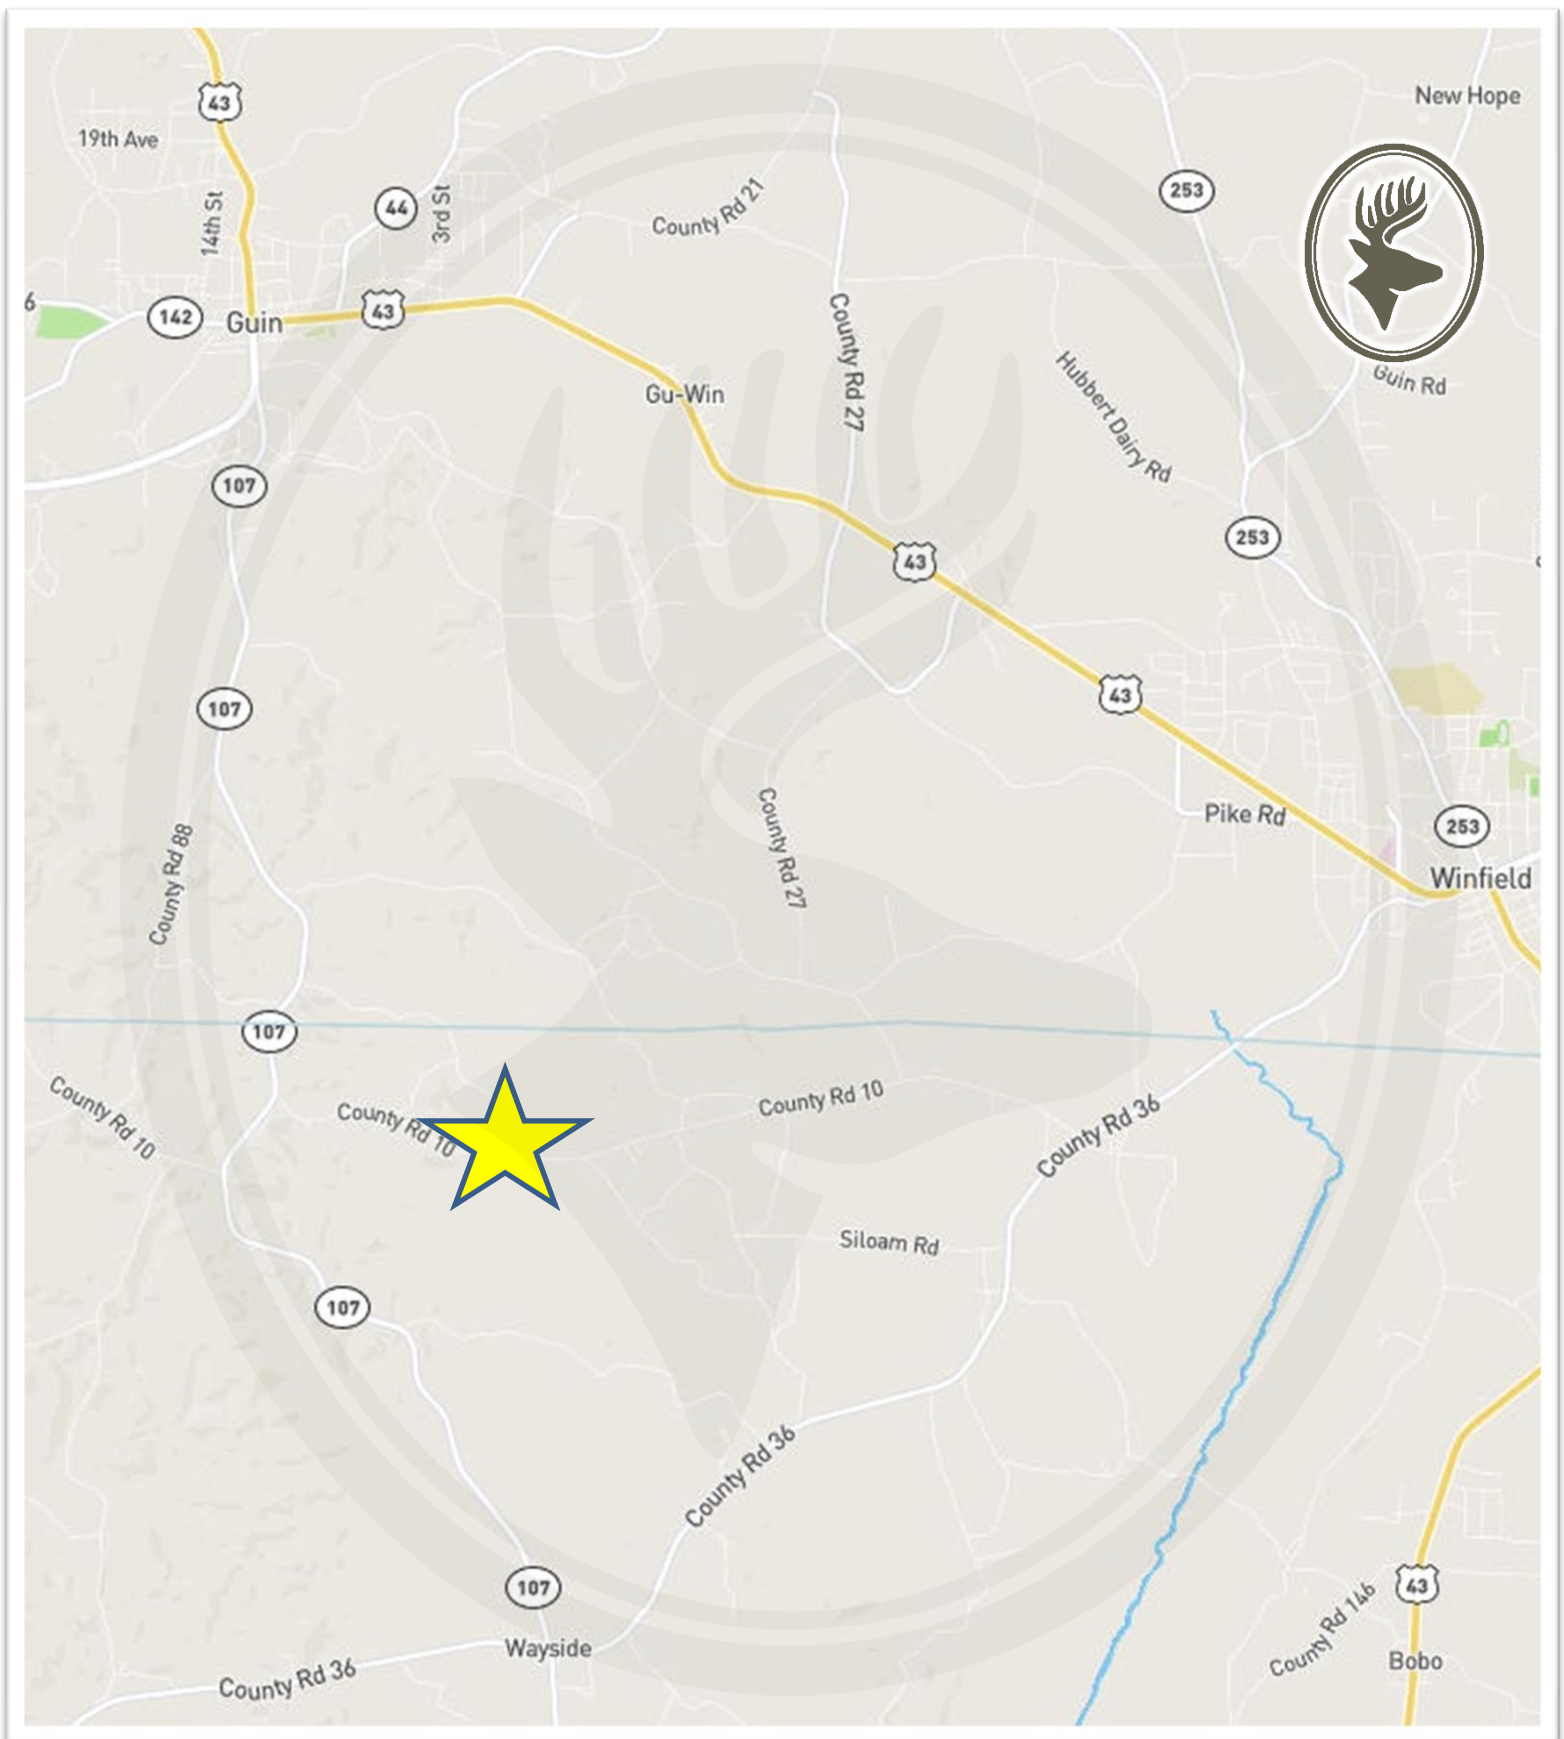 43
New Hope
19th Ave
253
14th St
44
3rd St
County Rd 21
6
142
Guin
43
County Rd 27
Hubbert Dairy Rd
Guin Rd
Gu-Win
107
253
43
107
43
Pike Rd
253
County Rd 88
County Rd 27
Winfield
107
County Rd 10
County Rd 10
County Rd 10
County Rd 36
Siloam Rd
107
County Rd 36
107
43
County Rd 146
Wayside
Bobo
County Rd 36